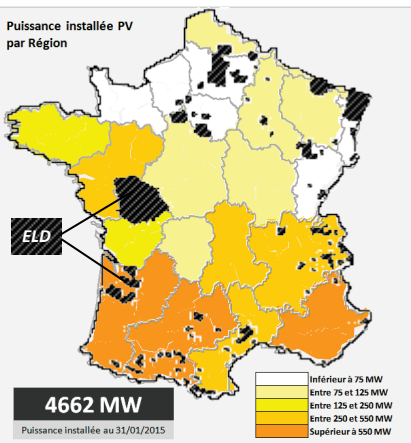 Puissance installée PV
par Région
ELD
4662 MW
Puissance installée au 31/01/2015
Inférieur à 75 MW
Entre 75 et 125 MW
Entre 125 et 250 MW
Entre 250 et 550 MW
Supérieur à 550 MW